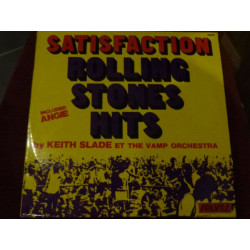 SATISFACTION
ROLLING
STONES
HITS
INCLUDING
ANGIE
by KEITH SLADE ET THE VAMP ORCHESTRA